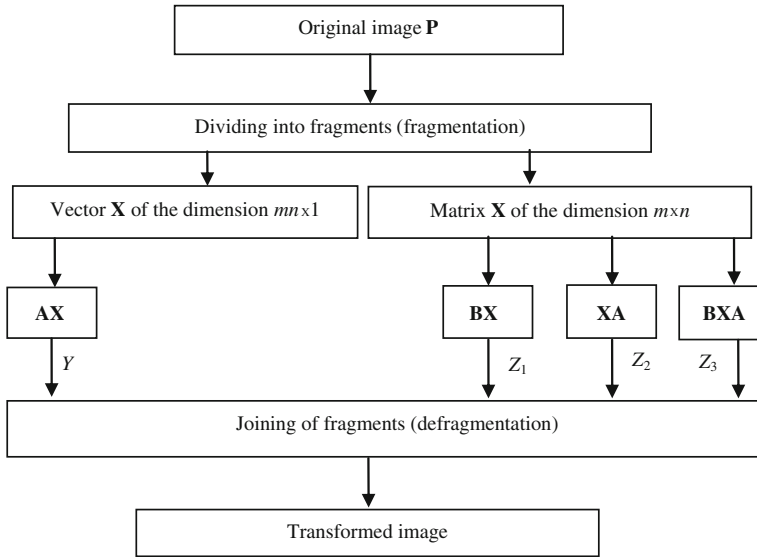 Original image P
Dividing into fragments (fragmentation)
Vector X of the dimension mn×1
Matrix X of the dimension m×n
AX
BX
XA
BXA
Y
Z1
Z2
Z3
Joining of fragments (defragmentation)
Transformed image